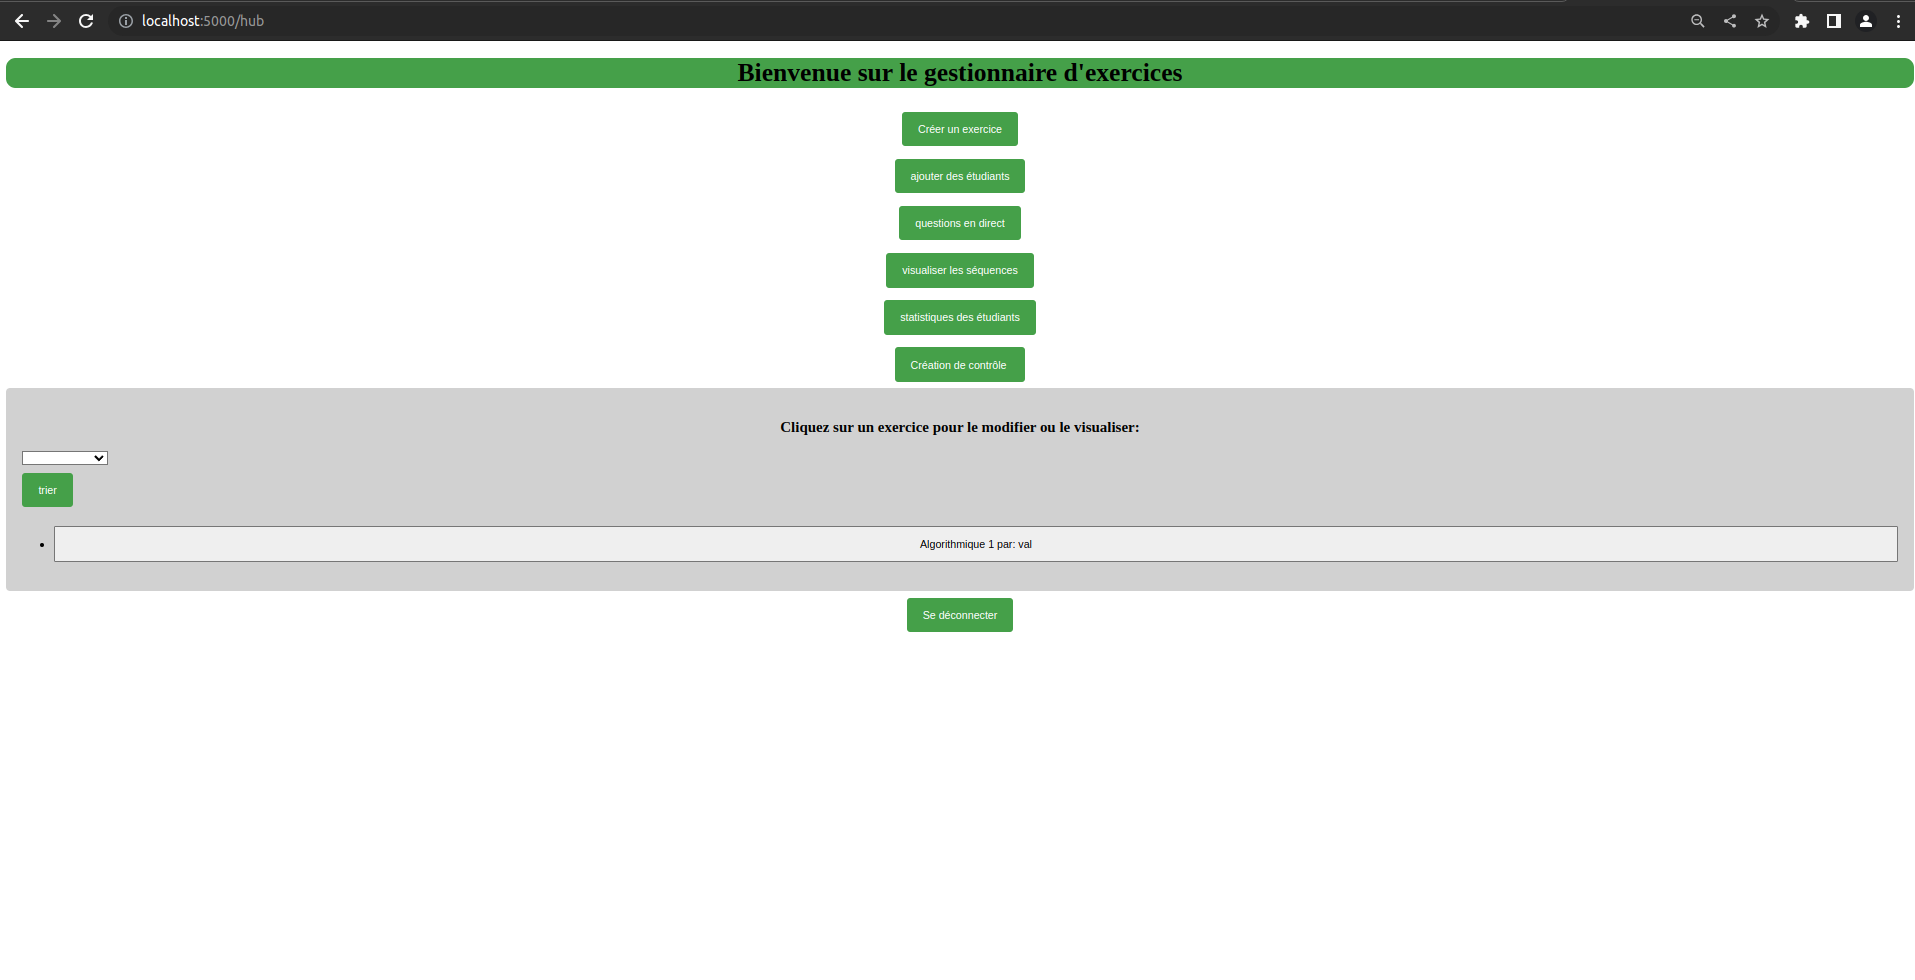 localhost:5000/hub
Bienvenue sur le gestionnaire d'exercices
Créer un exercice
ajouter des étudiants
questions en direct
visualiser les séquences
statistiques des étudiants
Création de contrôle
Cliquez sur un exercice pour le modifier ou le visualiser:
trier
Algorithmique 1 par: val
Se déconnecter